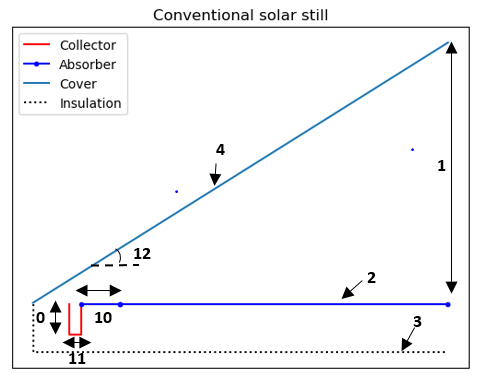 Conventional solar still
Collector
Absorber
Cover
Insulation
4
1
12
2
0
10
3
11